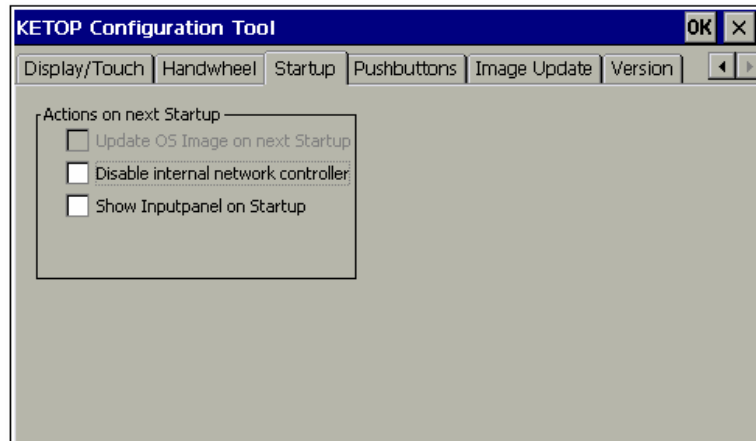 KETOP Configuration Tool OK ×
Display/Touch Handwheel Startup Pushbuttons Image Update Version
Actions on next Startup
Update OS Image on next Startup
Disable internal network controller
Show Inputpanel on Startup